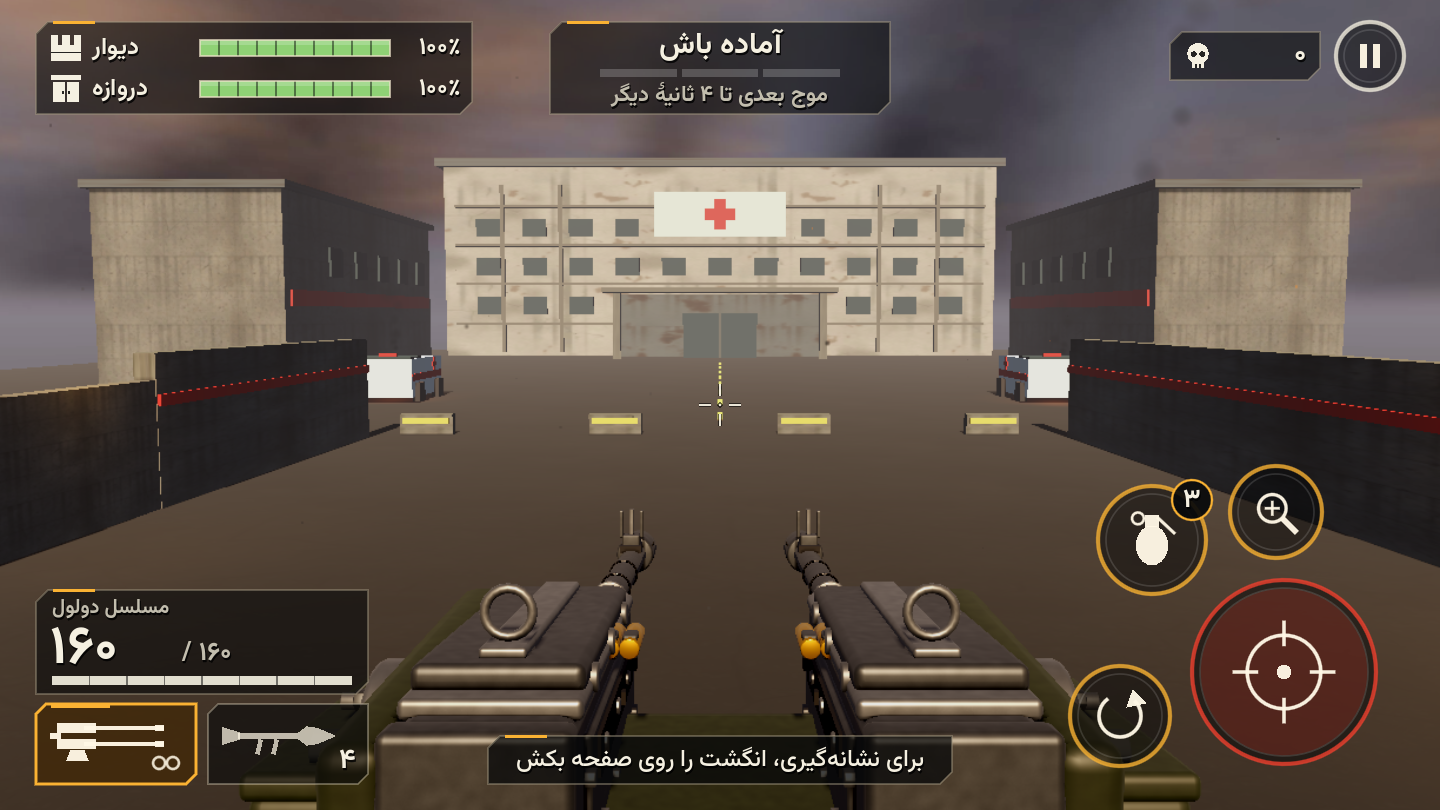 دیوار ۱۰۰٪
دروازه ۱۰۰٪
آماده باش
موج بعدی تا ۴ ثانیهٔ دیگر
۰
۳
مسلسل دولول
۱۶۰ / ۱۶۰
∞
۴
برای نشانه‌گیری، انگشت را روی صفحه بکش